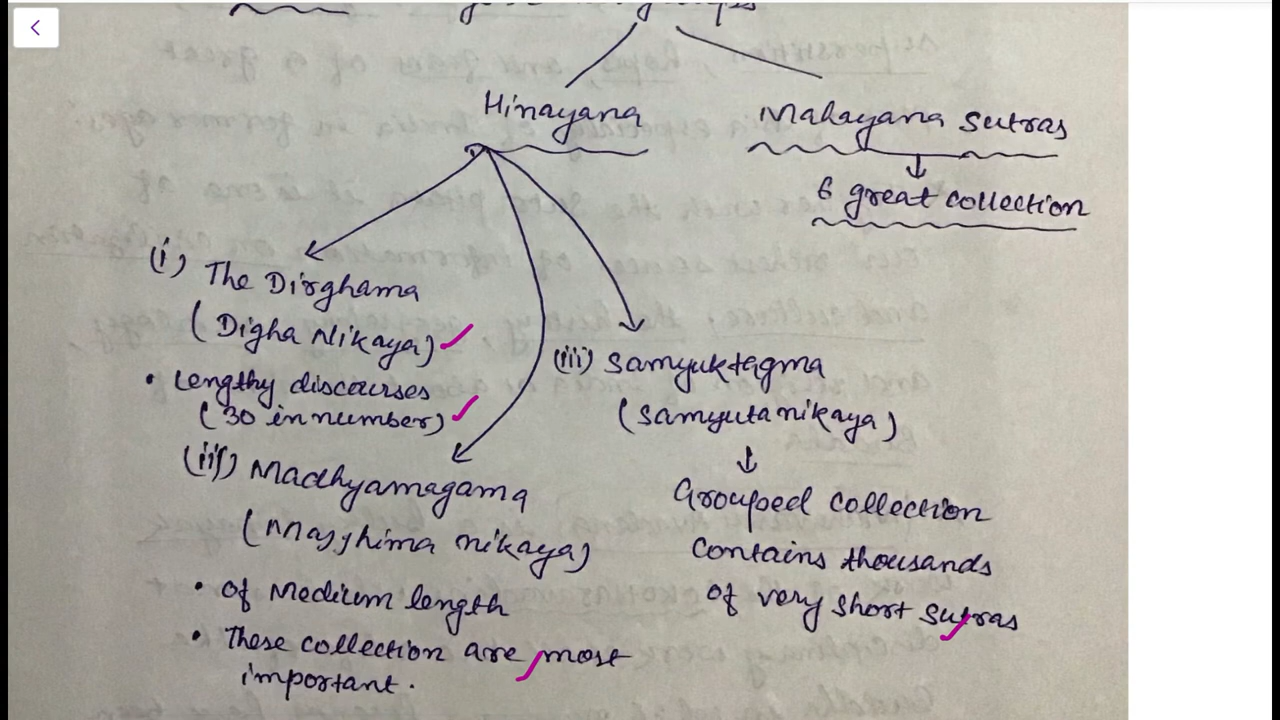 Hinayana
Mahayana Sutras
6 great collection
(i) The Dirghama
(Digha Nikaya)
• Lengthy discourses
(30 in number)
(ii) Madhyamagama
(Majjhima nikaya)
• of Medium length
• These collection are most
important.
(iii) Samyuktagma
(samyuta nikaya)
Grouped collection
contains thousands
of very short sutras